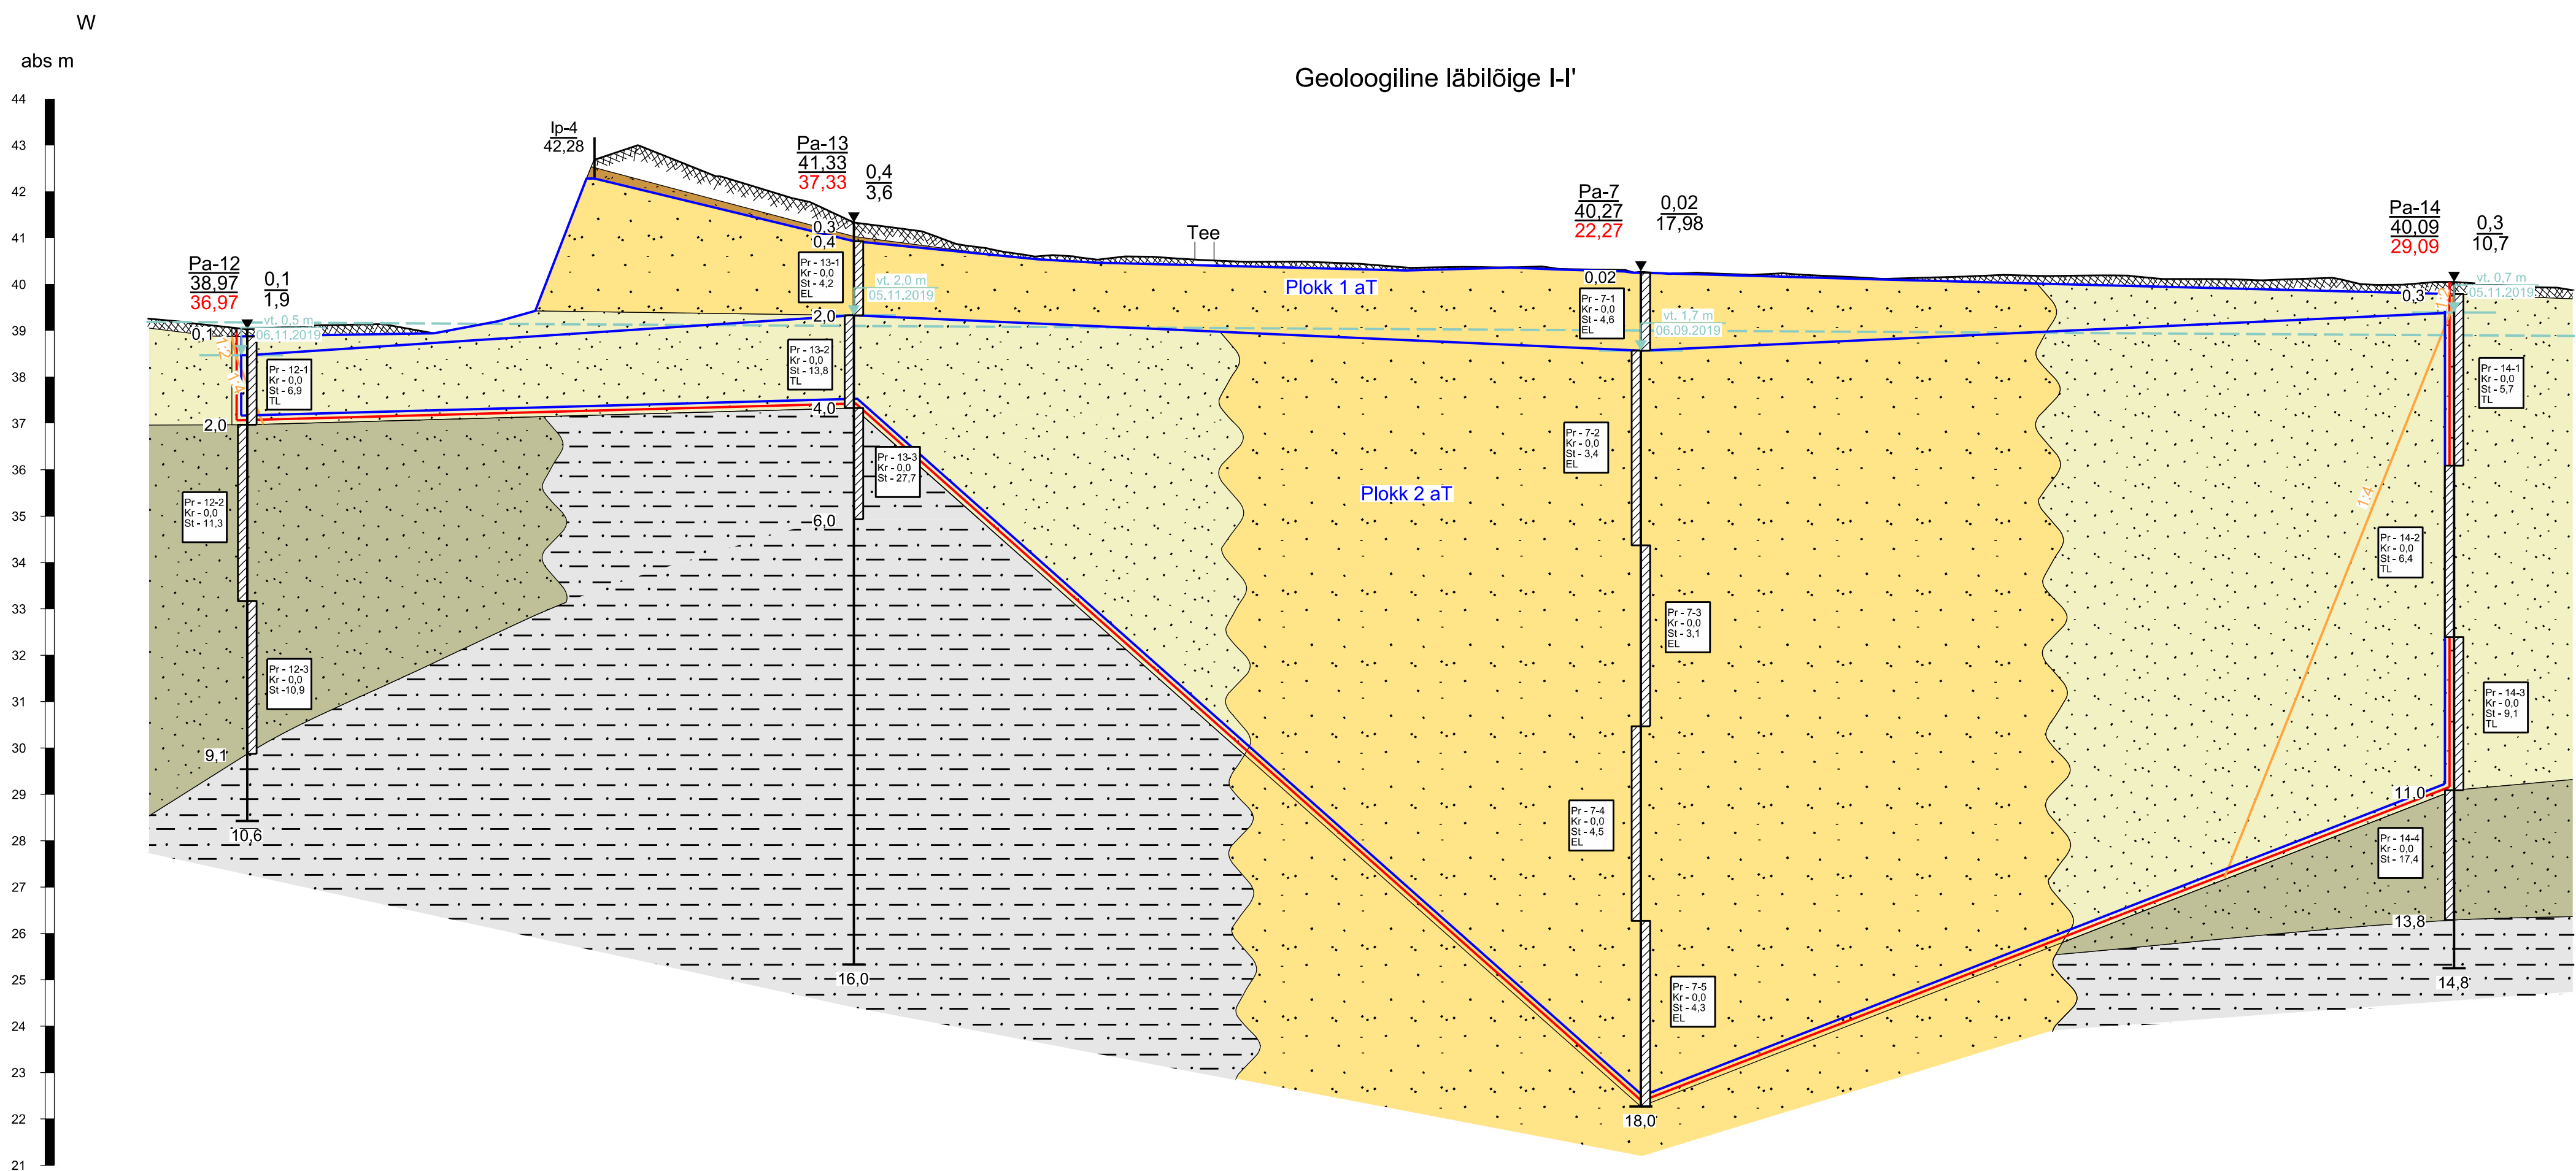 W
abs m
Geoloogiline läbilõige I-I'
44
43
42
41
40
39
38
37
36
35
34
33
32
31
30
29
28
27
26
25
24
23
22
21
Pa-12
38,97
36,97
0,1
1,9
vt. 0,5 m
06.11.2019
0,1
1:2
1:4
Pr - 12-1
Kr - 0,0
St - 6,9
TL
2,0
Pr - 12-2
Kr - 0,0
St - 11,3
Pr - 12-3
Kr - 0,0
St -10,9
9,1
10,6
Ip-4
42,28
Pa-13
41,33
37,33
0,4
3,6
0,3
0,4
Pr - 13-1
Kr - 0,0
St - 4,2
EL
vt. 2,0 m
05.11.2019
2,0
Pr - 13-2
Kr - 0,0
St - 13,8
TL
4,0
Pr - 13-3
Kr - 0,0
St - 27,7
6,0
16,0
Tee
Plokk 1 aT
Plokk 2 aT
Pa-7
40,27
22,27
0,02
17,98
0,02
Pr - 7-1
Kr - 0,0
St - 4,6
EL
vt. 1,7 m
06.09.2019
Pr - 7-2
Kr - 0,0
St - 3,4
EL
Pr - 7-3
Kr - 0,0
St - 3,1
EL
Pr - 7-4
Kr - 0,0
St - 4,5
EL
Pr - 7-5
Kr - 0,0
St - 4,3
EL
18,0
Pa-14
40,09
29,09
0,3
10,7
vt. 0,7 m
05.11.2019
0,3
1:2
1:4
Pr - 14-1
Kr - 0,0
St - 5,7
TL
Pr - 14-2
Kr - 0,0
St - 6,4
TL
Pr - 14-3
Kr - 0,0
St - 9,1
TL
11,0
Pr - 14-4
Kr - 0,0
St - 17,4
13,8
14,8